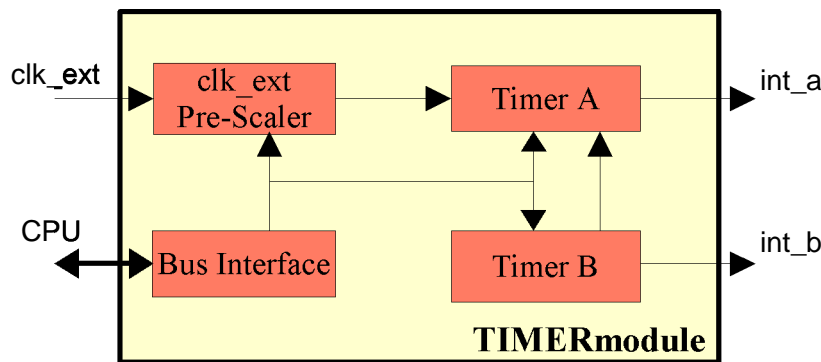 clk_ext
clk_ext
Pre-Scaler
Timer A
int_a
CPU
Bus Interface
Timer B
int_b
TIMERmodule